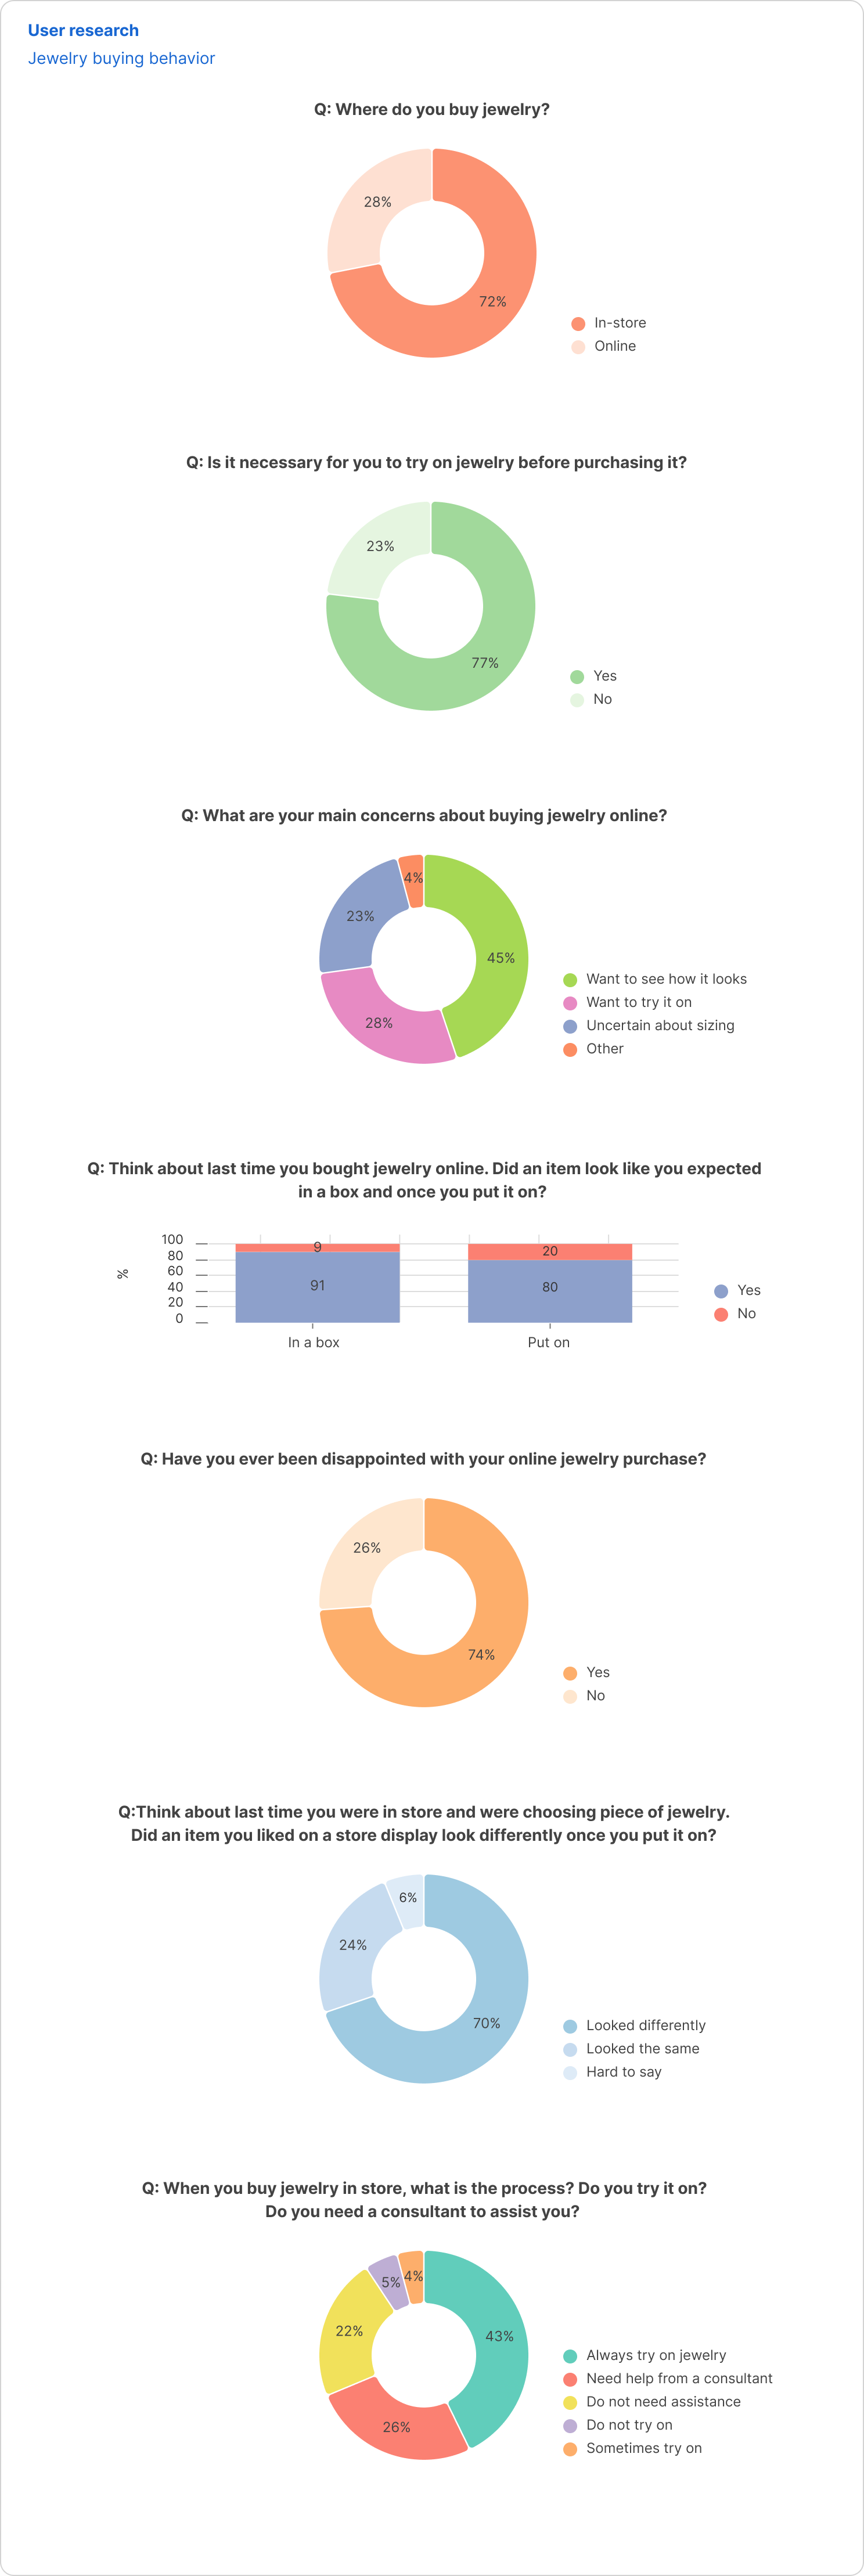 User research
Jewelry buying behavior
Q: Where do you buy jewelry?
28%
72%
In-store
Online
Q: Is it necessary for you to try on jewelry before purchasing it?
23%
77%
Yes
No
Q: What are your main concerns about buying jewelry online?
4%
23%
45%
28%
Want to see how it looks
Want to try it on
Uncertain about sizing
Other
Q: Think about last time you bought jewelry online. Did an item look like you expected
in a box and once you put it on?
%
100
80
60
40
20
0
9
91
20
80
In a box
Put on
Yes
No
Q: Have you ever been disappointed with your online jewelry purchase?
26%
74%
Yes
No
Q:Think about last time you were in store and were choosing piece of jewelry.
Did an item you liked on a store display look differently once you put it on?
6%
24%
70%
Looked differently
Looked the same
Hard to say
Q: When you buy jewelry in store, what is the process? Do you try it on?
Do you need a consultant to assist you?
5%
4%
22%
43%
26%
Always try on jewelry
Need help from a consultant
Do not need assistance
Do not try on
Sometimes try on